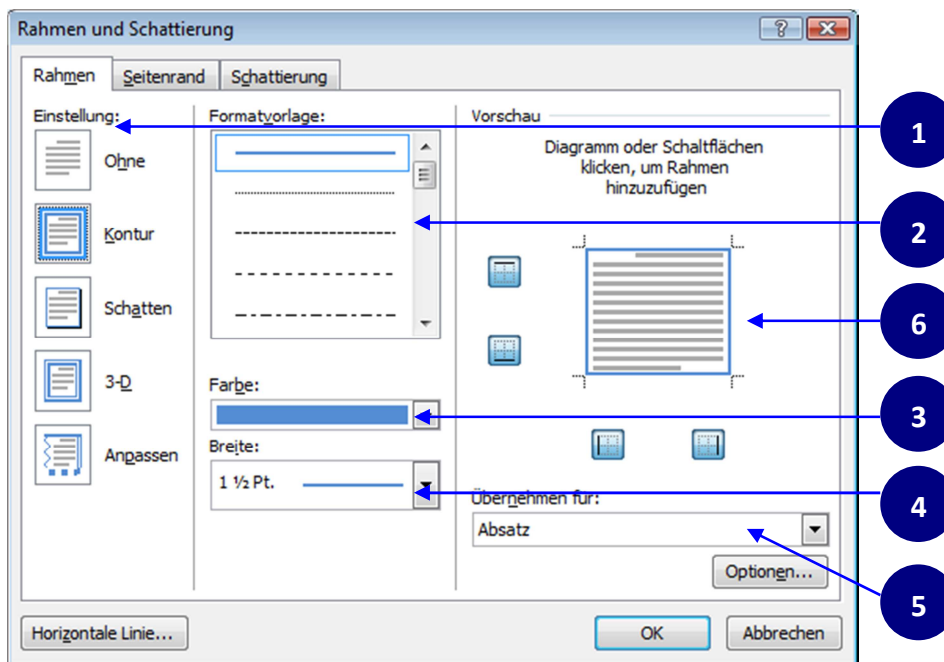 Rahmen und Schattierung
Rahmen Seitenrand Schattierung
Einstellung:
Ohne
Kontur
Schatten
3-D
Anpassen
Formatvorlage:
Farbe:
Breite:
1 ½ Pt.
Vorschau
Diagramm oder Schaltflächen
klicken, um Rahmen
hinzuzufügen
Übernehmen für:
Absatz
Optionen...
Horizontale Linie...
OK
Abbrechen
1
2
6
3
4
5